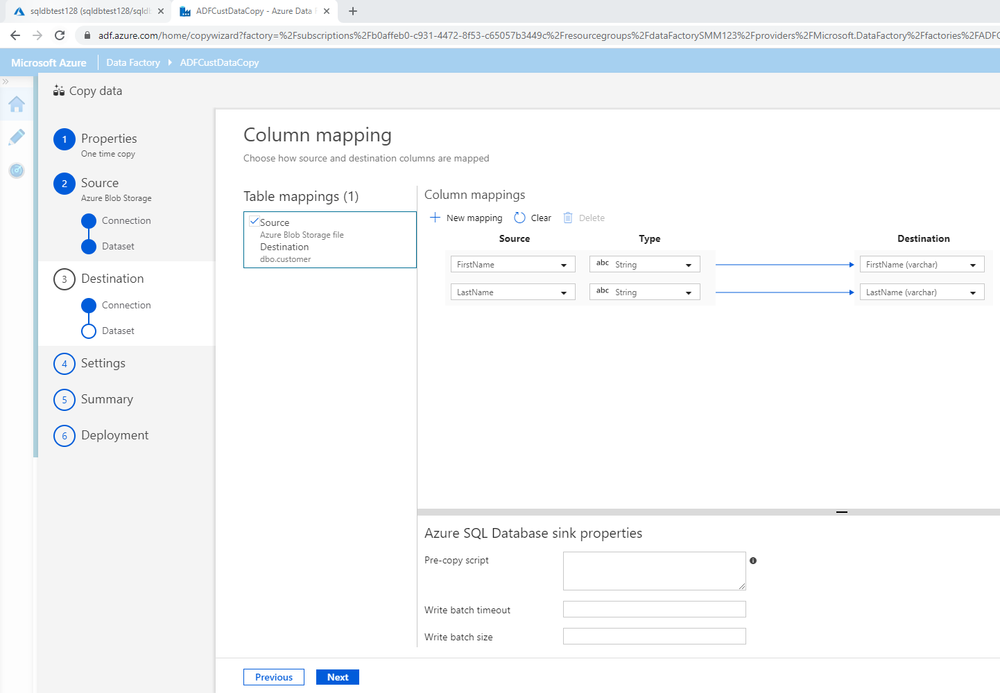 sqldbtest128 (sqldbtest128/sqldb
ADFCustDataCopy - Azure Data F
adf.azure.com/home/copywizard?factory=%2Fsubscriptions%2Fb0affeb0-c931-4472-8f53-c65057b3449c%2Fresourcegroups%2FdataFactorySMM123%2Fproviders%2FMicrosoft.DataFactory%2Ffactories%2FADFC
Microsoft Azure
Data Factory
ADFCustDataCopy
Copy data
1
Properties
One time copy
2
Source
Azure Blob Storage
Connection
Dataset
3
Destination
Connection
Dataset
4
Settings
5
Summary
6
Deployment
Column mapping
Choose how source and destination columns are mapped
Table mappings (1)
Source
Azure Blob Storage file
Destination
dbo.customer
Column mappings
New mapping
Clear
Delete
Source Type Destination
FirstName abc String FirstName (varchar)
LastName abc String LastName (varchar)
Azure SQL Database sink properties
Pre-copy script
Write batch timeout
Write batch size
Previous
Next